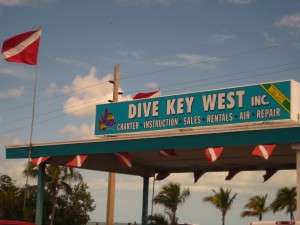 DIVE KEY WEST INC.
CHARTER • INSTRUCTION • SALES • RENTALS • AIR • REPAIR